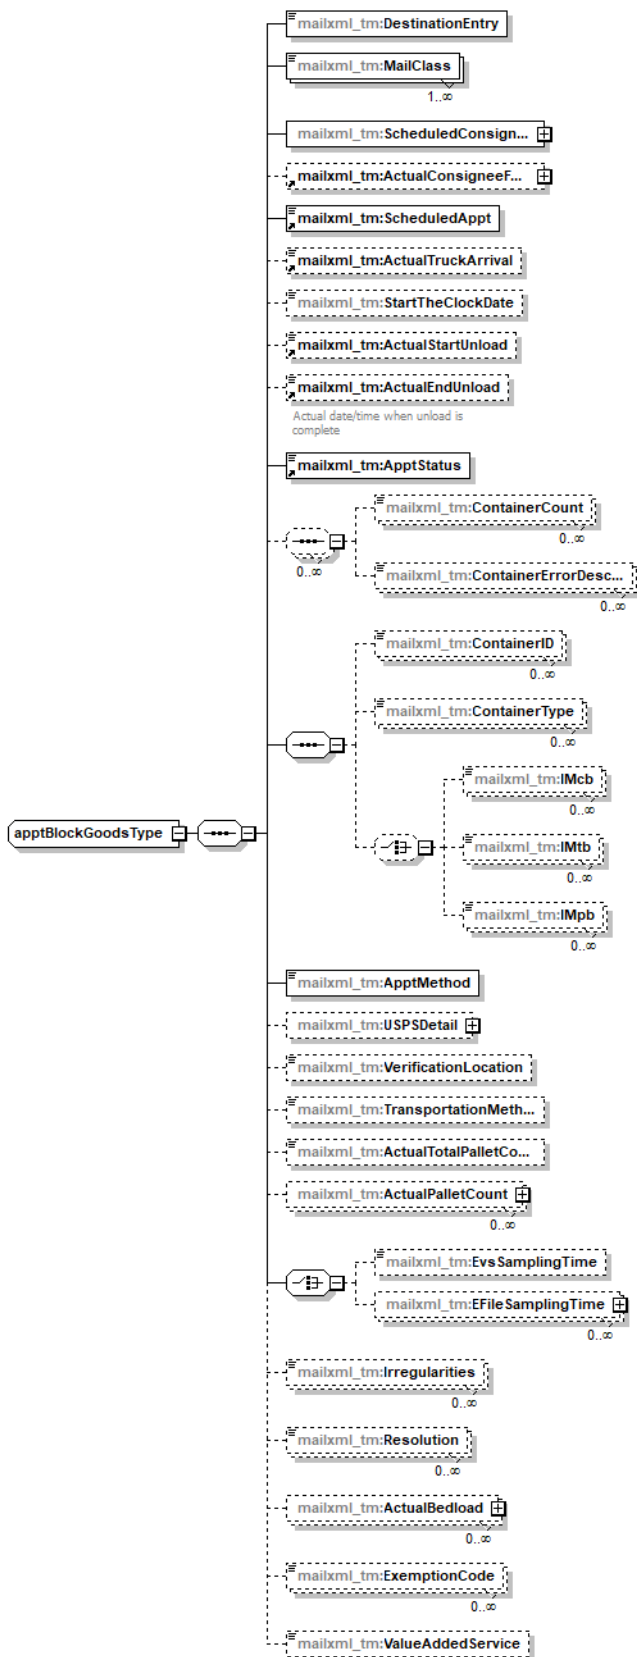 mailxml_tm:DestinationEntry
mailxml_tm:MailClass
1..∞
mailxml_tm:ScheduledConsign...
mailxml_tm:ActualConsigneeF...
mailxml_tm:ScheduledAppt
mailxml_tm:ActualTruckArrival
mailxml_tm:StartTheClockDate
mailxml_tm:ActualStartUnload
mailxml_tm:ActualEndUnload
Actual date/time when unload is
complete
mailxml_tm:ApptStatus
0..∞
mailxml_tm:ContainerCount
0..∞
mailxml_tm:ContainerErrorDesc...
0..∞
mailxml_tm:ContainerID
0..∞
mailxml_tm:ContainerType
0..∞
mailxml_tm:IMcb
0..∞
mailxml_tm:IMtb
0..∞
mailxml_tm:IMpb
0..∞
apptBlockGoodsType
mailxml_tm:ApptMethod
mailxml_tm:USPSDetail
mailxml_tm:VerificationLocation
mailxml_tm:TransportationMeth...
mailxml_tm:ActualTotalPalletCo...
mailxml_tm:ActualPalletCount
0..∞
mailxml_tm:EvsSamplingTime
mailxml_tm:EFileSamplingTime
0..∞
mailxml_tm:Irregularities
0..∞
mailxml_tm:Resolution
0..∞
mailxml_tm:ActualBedload
0..∞
mailxml_tm:ExemptionCode
0..∞
mailxml_tm:ValueAddedService